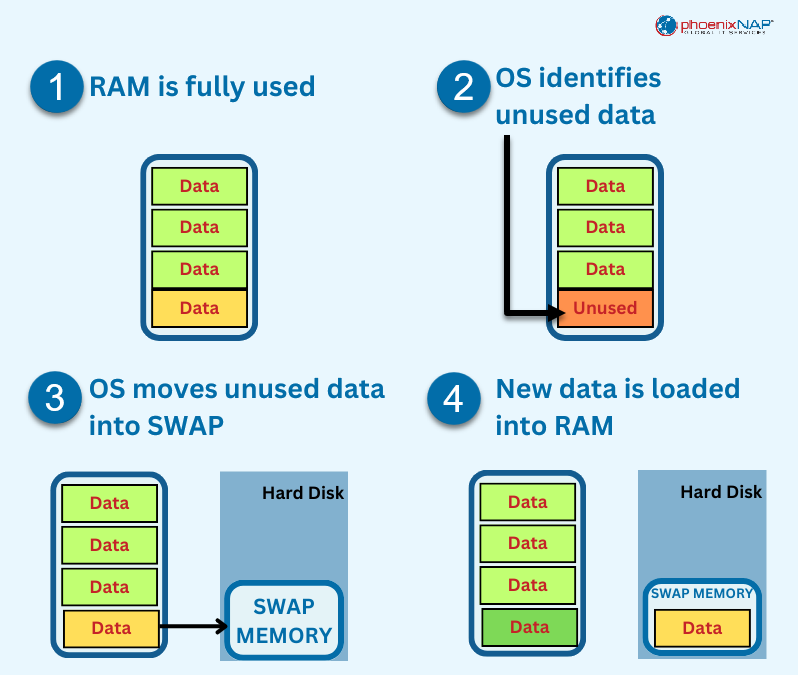 phoenixNAP
GLOBAL IT SERVICES
1 RAM is fully used
Data
Data
Data
Data
2 OS identifies
unused data
Data
Data
Data
Unused
3 OS moves unused data
into SWAP
Data
Data
Data
Data
Hard Disk
SWAP
MEMORY
4 New data is loaded
into RAM
Data
Data
Data
Data
Hard Disk
SWAP MEMORY
Data